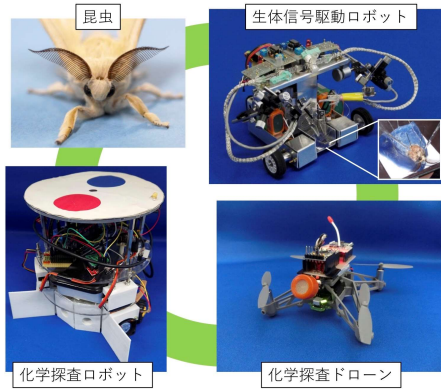 昆虫
生体信号駆動ロボット
化学探査ロボット
化学探査ドローン